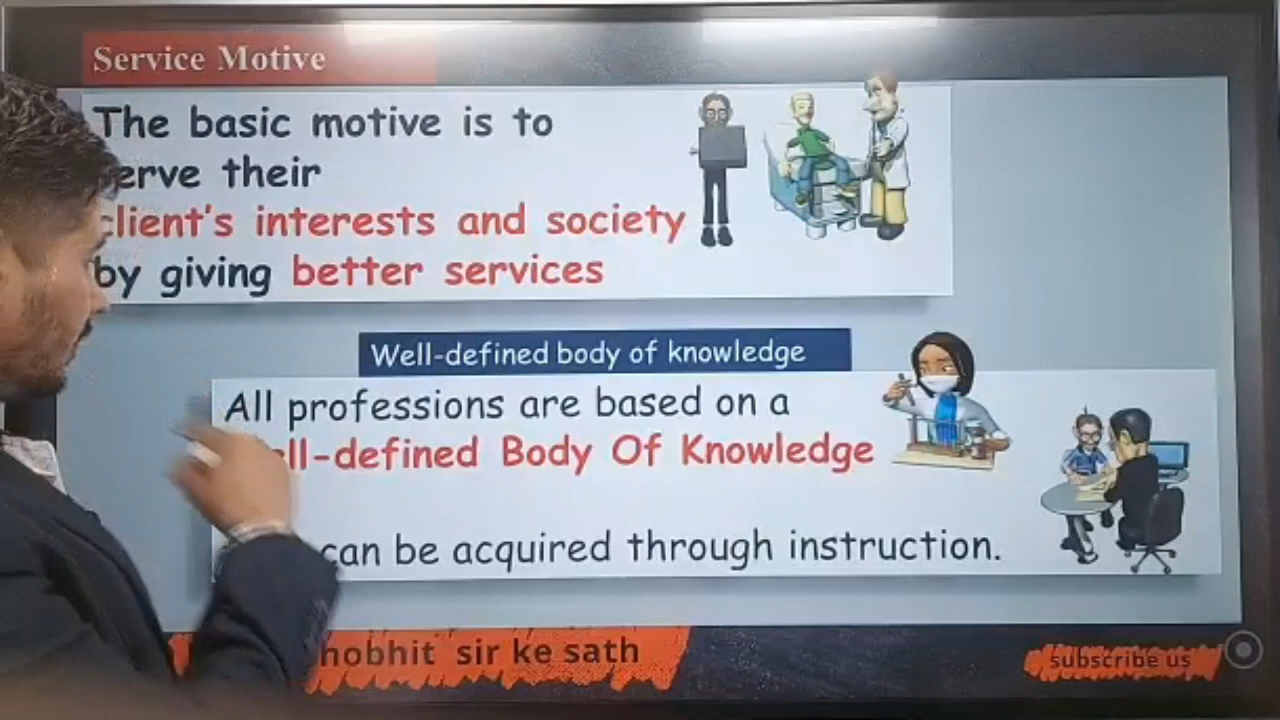 Service Motive
The basic motive is to
erve their
client's interests and society
by giving better services
Well-defined body of knowledge
All professions are based on a
ll-defined Body Of Knowledge
can be acquired through instruction.
hobhit sir ke sath
subscribe us